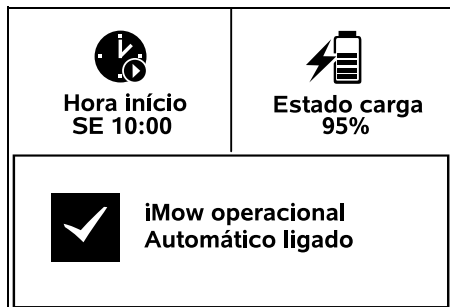 Hora início
SE 10:00
Estado carga
95%
iMow operacional
Automático ligado